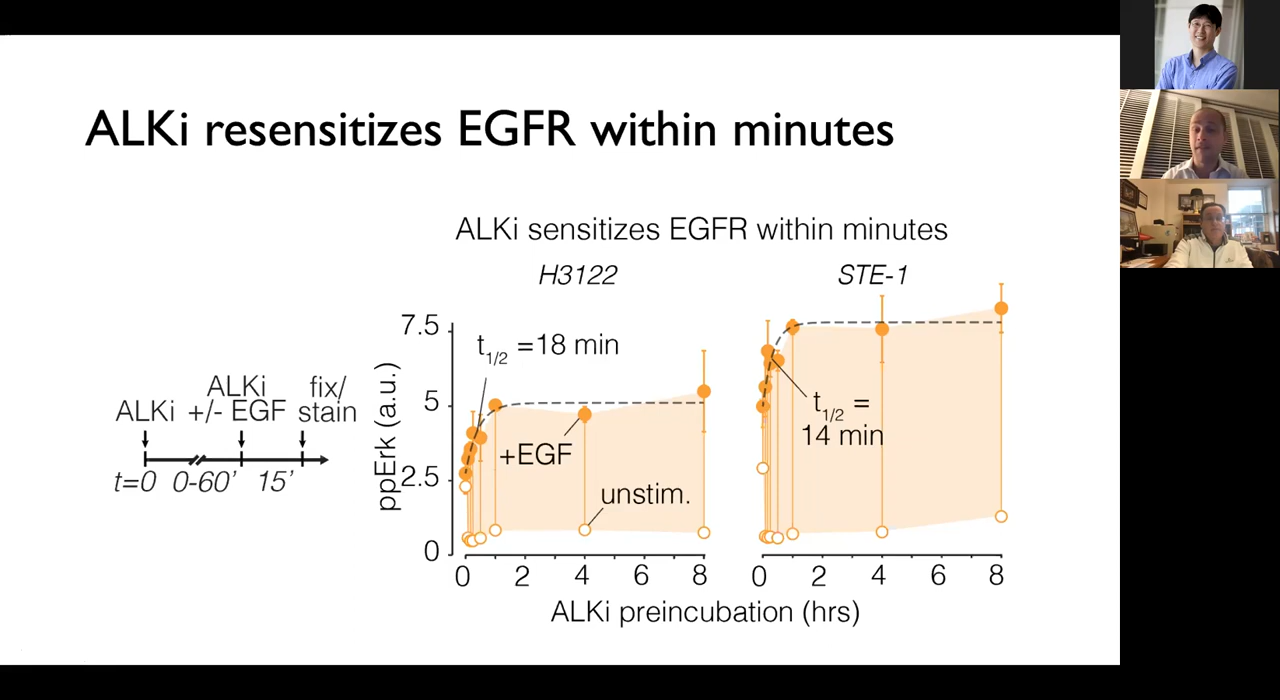 ALKi resensitizes EGFR within minutes
ALKi sensitizes EGFR within minutes
H3122
STE-1
7.5
5
2.5
0
ppErk (a.u.)
t1/2 =18 min
+EGF
unstim.
t1/2 =
14 min
0 2 4 6 8
0 2 4 6 8
ALKi preincubation (hrs)
ALKi
ALKi
+/- EGF
fix/
stain
t=0 0-60' 15'